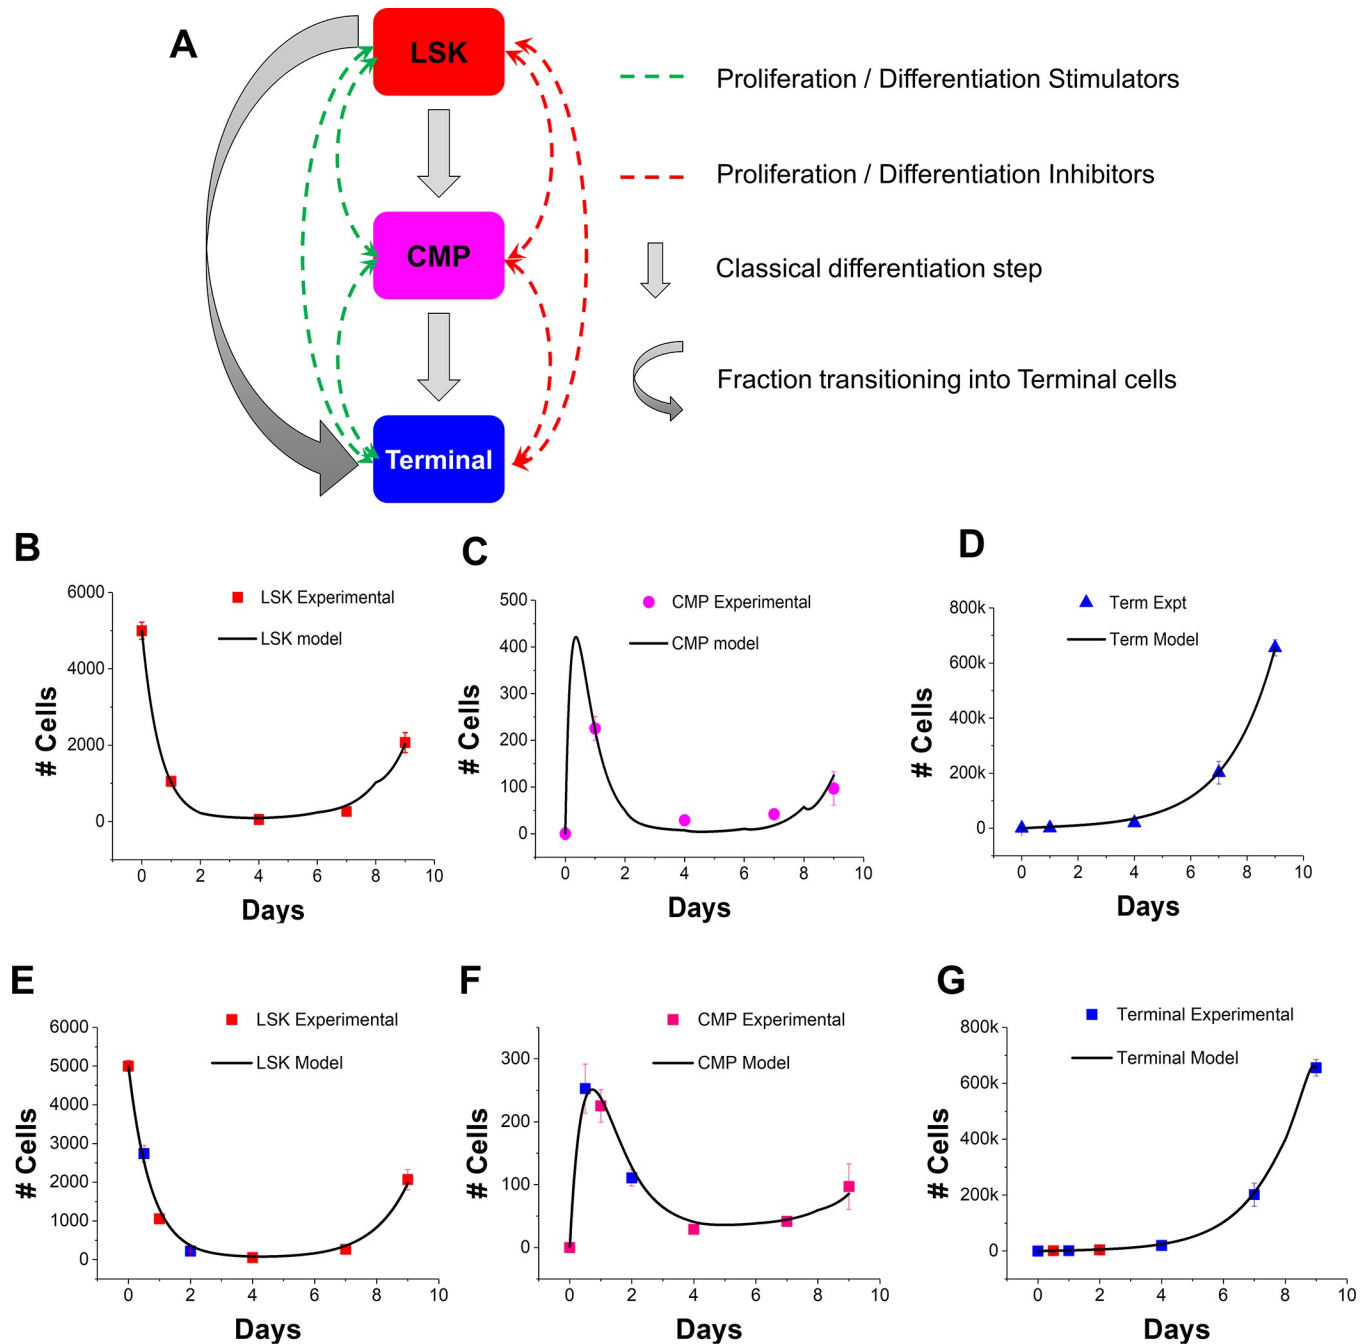 A
LSK
CMP
Terminal
Proliferation / Differentiation Stimulators
Proliferation / Differentiation Inhibitors
Classical differentiation step
Fraction transitioning into Terminal cells
B
LSK Experimental
LSK model
# Cells
6000
4000
2000
0
0 2 4 6 8 10
Days
C
CMP Experimental
CMP model
# Cells
500
400
300
200
100
0
0 2 4 6 8 10
Days
D
Term Expt
Term Model
# Cells
800k
600k
400k
200k
0
0 2 4 6 8 10
Days
E
LSK Experimental
LSK Model
# Cells
6000
5000
4000
3000
2000
1000
0
0 2 4 6 8 10
Days
F
CMP Experimental
CMP Model
# Cells
300
200
100
0
0 2 4 6 8 10
Days
G
Terminal Experimental
Terminal Model
# Cells
800k
600k
400k
200k
0
0 2 4 6 8 10
Days